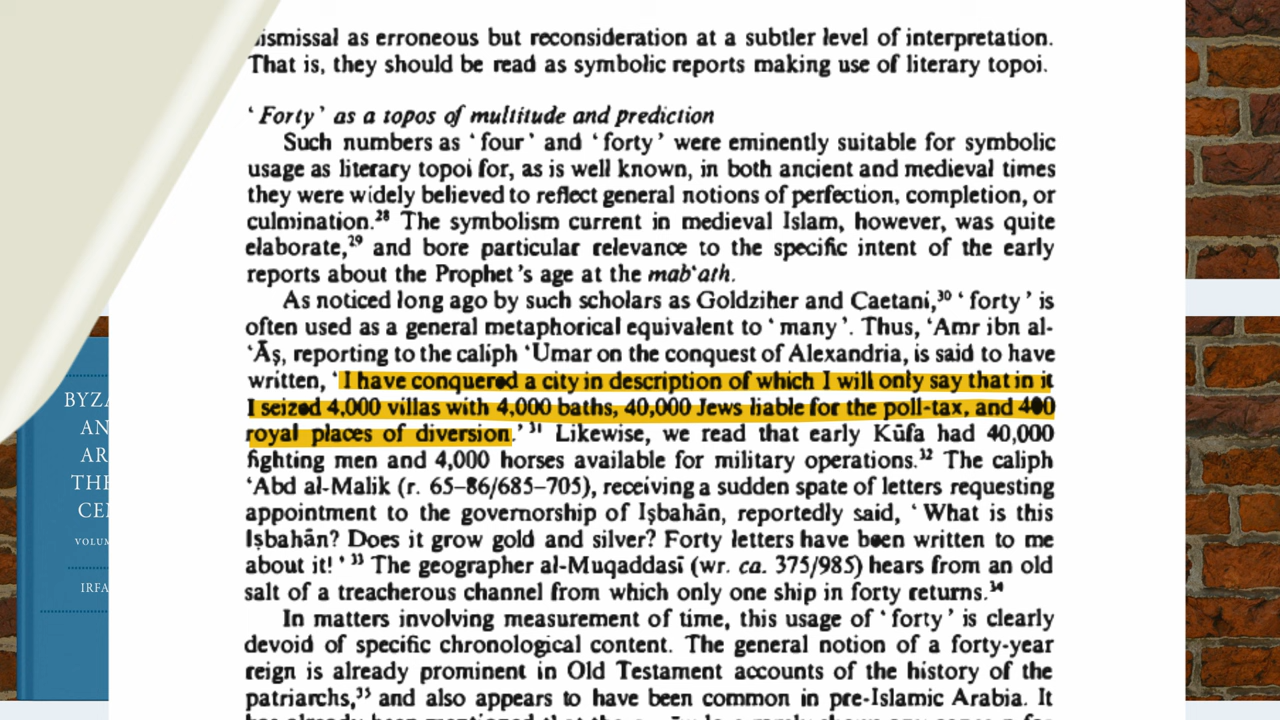 dismissal as erroneous but reconsideration at a subtler level of interpretation.
That is, they should be read as symbolic reports making use of literary topoi.
‘Forty’ as a topos of multitude and prediction
Such numbers as ‘four’ and ‘forty’ were eminently suitable for symbolic
usage as literary topoi for, as is well known, in both ancient and medieval times
they were widely believed to reflect general notions of perfection, completion, or
culmination.²⁸ The symbolism current in medieval Islam, however, was quite
elaborate,²⁹ and bore particular relevance to the specific intent of the early
reports about the Prophet’s age at the mab‘ath.
As noticed long ago by such scholars as Goldziher and Caetani,³⁰ ‘forty’ is
often used as a general metaphorical equivalent to ‘many’. Thus, ‘Amr ibn al-
‘Āṣ, reporting to the caliph ‘Umar on the conquest of Alexandria, is said to have
written, ‘I have conquered a city in description of which I will only say that in it
I seized 4,000 villas with 4,000 baths, 40,000 Jews liable for the poll-tax, and 400
royal places of diversion.’³¹ Likewise, we read that early Kūfa had 40,000
fighting men and 4,000 horses available for military operations.³² The caliph
‘Abd al-Malik (r. 65–86/685–705), receiving a sudden spate of letters requesting
appointment to the governorship of Iṣbahān, reportedly said, ‘What is this
Iṣbahān? Does it grow gold and silver? Forty letters have been written to me
about it!’³³ The geographer al-Muqaddasī (wr. ca. 375/985) hears from an old
salt of a treacherous channel from which only one ship in forty returns.³⁴
In matters involving measurement of time, this usage of ‘forty’ is clearly
devoid of specific chronological content. The general notion of a forty-year
reign is already prominent in Old Testament accounts of the history of the
patriarchs,³⁵ and also appears to have been common in pre-Islamic Arabia. It
BYZA
AN
AR
THE
CE
VOLUM
IRFA